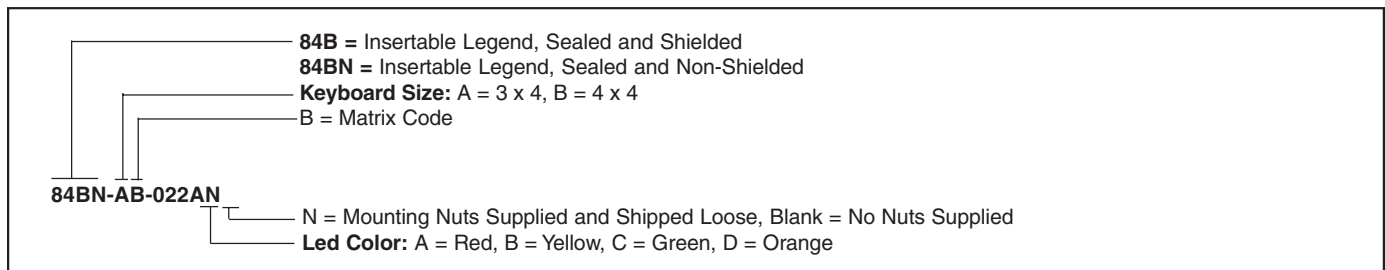 84B = Insertable Legend, Sealed and Shielded
84BN = Insertable Legend, Sealed and Non-Shielded
Keyboard Size: A = 3 x 4, B = 4 x 4
B = Matrix Code
84BN-AB-022AN
N = Mounting Nuts Supplied and Shipped Loose, Blank = No Nuts Supplied
Led Color: A = Red, B = Yellow, C = Green, D = Orange